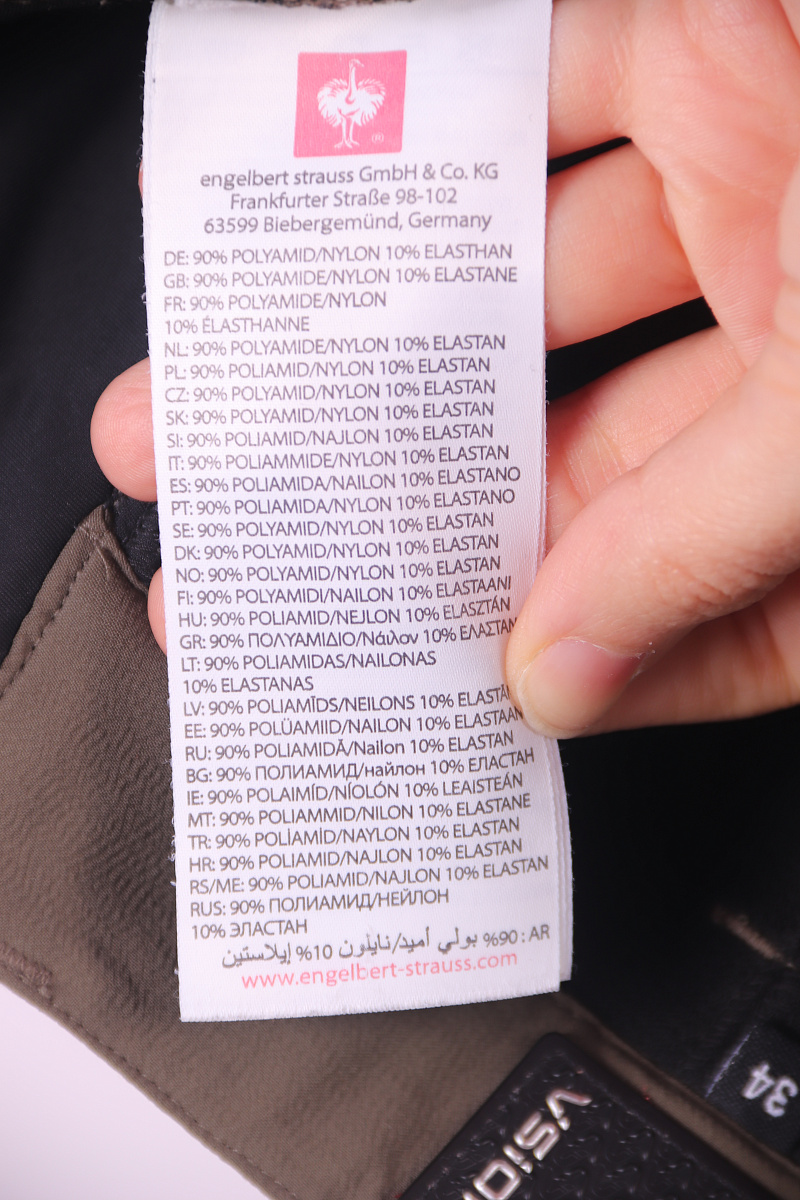 (R)
engelbert strauss GmbH & Co. KG
Frankfurter Straße 98-102
63599 Biebergemünd, Germany
DE: 90% POLYAMID/NYLON 10% ELASTHAN
GB: 90% POLYAMIDE/NYLON 10% ELASTANE
FR: 90% POLYAMIDE/NYLON
10% ÉLASTHANNE
NL: 90% POLYAMIDE/NYLON 10% ELASTAN
PL: 90% POLIAMID/NYLON 10% ELASTAN
CZ: 90% POLYAMID/NYLON 10% ELASTAN
SK: 90% POLYAMID/NYLON 10% ELASTAN
SI: 90% POLIAMID/NAJLON 10% ELASTAN
IT: 90% POLIAMMIDE/NYLON 10% ELASTAN
ES: 90% POLIAMIDA/NAILON 10% ELASTANO
PT: 90% POLIAMIDA/NYLON 10% ELASTANO
SE: 90% POLYAMID/NYLON 10% ELASTAN
DK: 90% POLYAMID/NYLON 10% ELASTAN
NO: 90% POLYAMID/NYLON 10% ELASTAN
FI: 90% POLYAMIDI/NAILON 10% ELASTAANI
HU: 90% POLIAMID/NEJLON 10% ELASZTÁN
GR: 90% ΠΟΛΥΑΜΙΔΙΟ/Νάιλον 10% ΕΛΑΣΤΑΝ
LT: 90% POLIAMIDAS/NAILONAS
10% ELASTANAS
LV: 90% POLIAMĪDS/NEILONS 10%
EE: 90% POLÜAMIID/NAILON 10% ELASTAAN
RU: 90% POLIAMIDĂ/Nailon 10% ELASTAN
BG: 90% ПОЛИАМИД/найлон 10% ЕЛАСТАН
IE: 90% POLAIMÍD/NÍOLÓN 10% LEAISTEÁN
MT: 90% POLIAMMID/NILON 10% ELASTANE
TR: 90% POLİAMİD/NAYLON 10% ELASTAN
HR: 90% POLIAMID/NAJLON 10% ELASTAN
RS/ME: 90% POLIAMID/NAJLON 10% ELASTAN
RUS: 90% ПОЛИАМИД/НЕЙЛОН
10% ЭЛАСТАН
AR: 90% بولي أميد/نايلون 10% إيلاستين
www.engelbert-strauss.com
34
vision